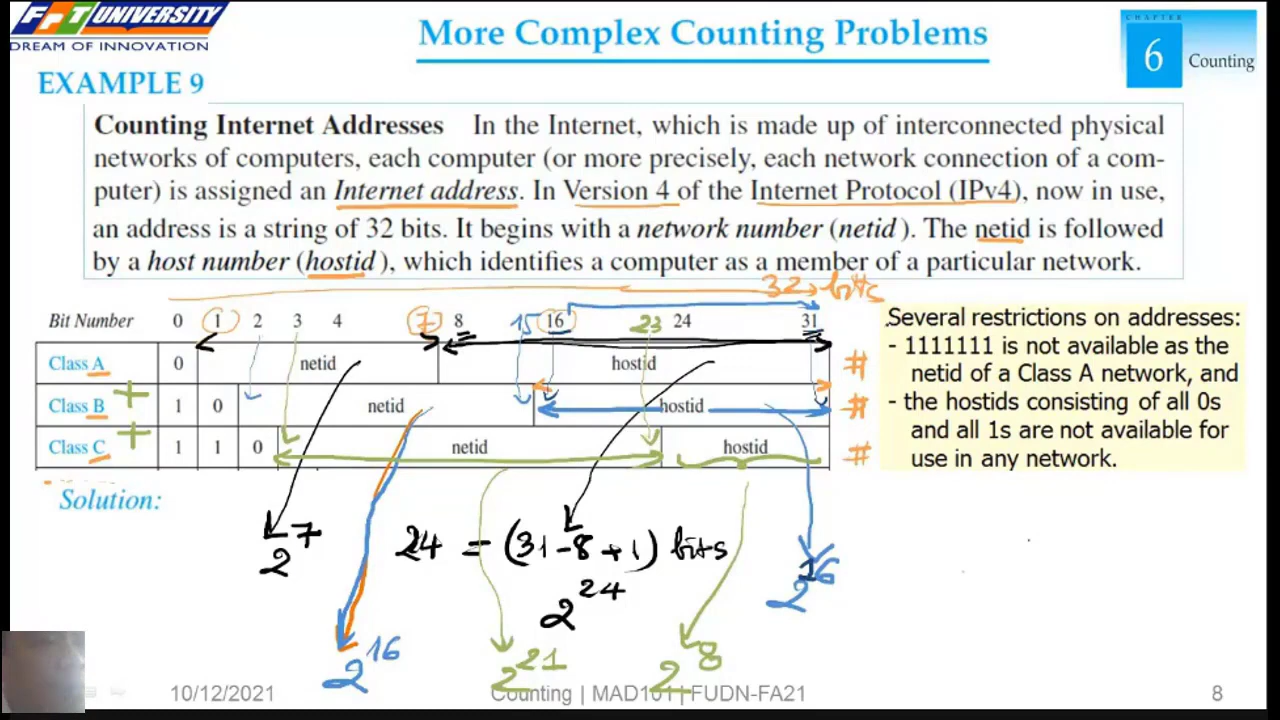 FPT UNIVERSITY
DREAM OF INNOVATION
More Complex Counting Problems
CHAPTER
6
Counting
EXAMPLE 9
Counting Internet Addresses In the Internet, which is made up of interconnected physical
networks of computers, each computer (or more precisely, each network connection of a com-
puter) is assigned an Internet address. In Version 4 of the Internet Protocol (IPv4), now in use,
an address is a string of 32 bits. It begins with a network number (netid). The netid is followed
by a host number (hostid), which identifies a computer as a member of a particular network.
32 bits
Bit Number 0 1 2 3 4 7 8 15 16 23 24 31
Class A 0 netid hostid #
Class B + 1 0 netid hostid #
Class C + 1 1 0 netid hostid #
Several restrictions on addresses:
- 1111111 is not available as the
netid of a Class A network, and
- the hostids consisting of all 0s
and all 1s are not available for
use in any network.
Solution:
2^7 24 = (31-8+1) bits
2^24 2^16
2^16 2^21 2^8
10/12/2021
Counting | MAD101 | FUDN-FA21
8